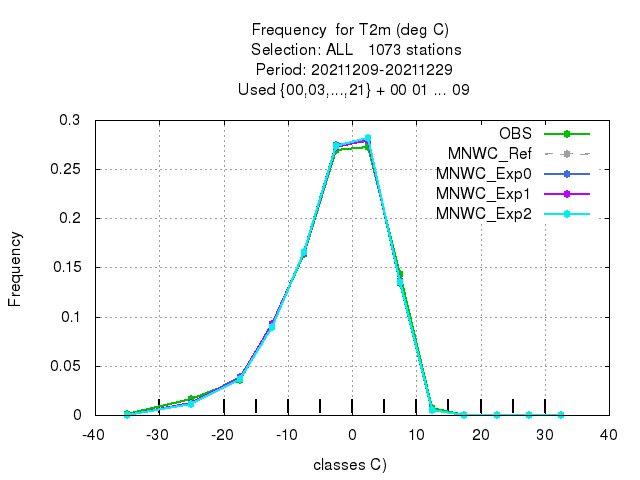 Frequency  for T2m (deg C)
Selection: ALL   1073 stations
Period: 20211209-20211229
Used {00,03,...,21} + 00 01 ... 09
0.3
0.25
0.2
0.15
0.1
0.05
0
Frequency
OBS
MNWC_Ref
MNWC_Exp0
MNWC_Exp1
MNWC_Exp2
-40 -30 -20 -10 0 10 20 30 40
classes C)